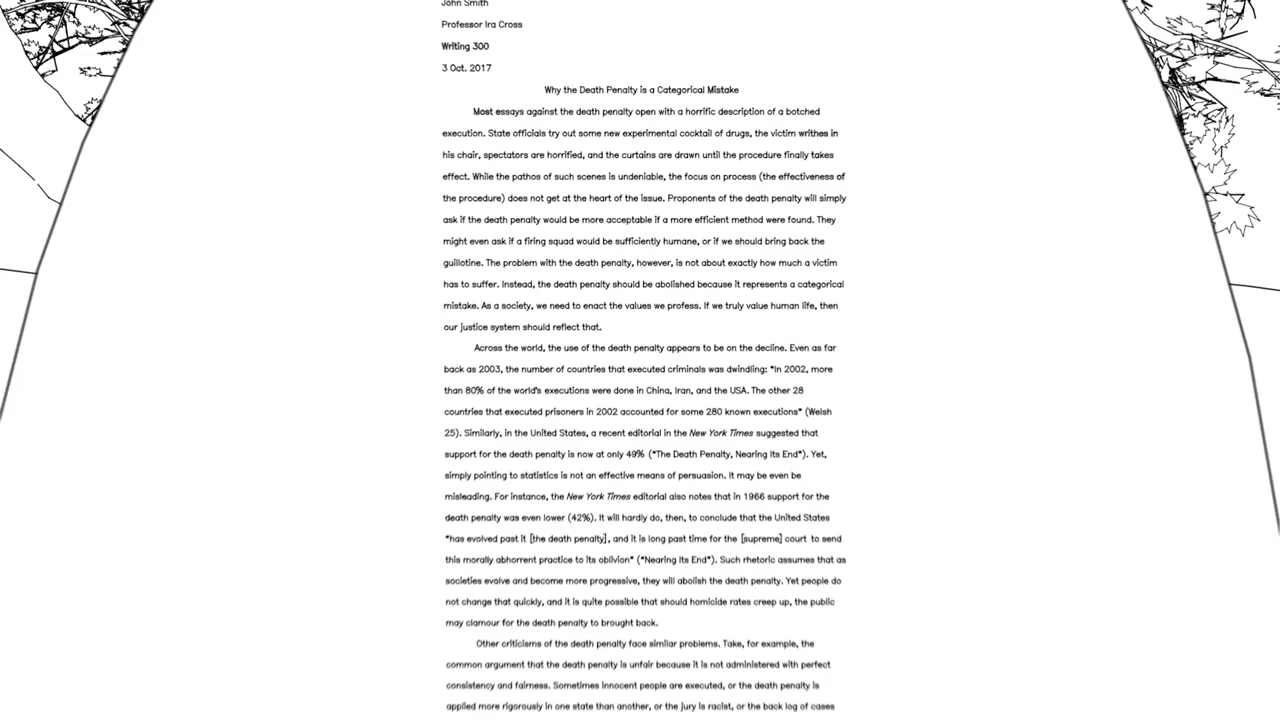 John Smith
Professor Ira Cross
Writing 300
3 Oct. 2017
Why the Death Penalty is a Categorical Mistake
Most essays against the death penalty open with a horrific description of a botched
execution. State officials try out some new experimental cocktail of drugs, the victim writhes in
his chair, spectators are horrified, and the curtains are drawn until the procedure finally takes
effect. While the pathos of such scenes is undeniable, the focus on process (the effectiveness of
the procedure) does not get at the heart of the issue. Proponents of the death penalty will simply
ask if the death penalty would be more acceptable if a more efficient method were found. They
might even ask if a firing squad would be sufficiently humane, or if we should bring back the
guillotine. The problem with the death penalty, however, is not about exactly how much a victim
has to suffer. Instead, the death penalty should be abolished because it represents a categorical
mistake. As a society, we need to enact the values we profess. If we truly value human life, then
our justice system should reflect that.
Across the world, the use of the death penalty appears to be on the decline. Even as far
back as 2003, the number of countries that executed criminals was dwindling: "In 2002, more
than 80% of the world's executions were done in China, Iran, and the USA. The other 28
countries that executed prisoners in 2002 accounted for some 280 known executions" (Welsh
25). Similarly, in the United States, a recent editorial in the New York Times suggested that
support for the death penalty is now at only 49% ("The Death Penalty, Nearing Its End"). Yet,
simply pointing to statistics is not an effective means of persuasion. It may be even be
misleading. For instance, the New York Times editorial also notes that in 1966 support for the
death penalty was even lower (42%). It will hardly do, then, to conclude that the United States
"has evolved past it [the death penalty], and it is long past time for the [supreme] court to send
this morally abhorrent practice to its oblivion" ("Nearing Its End"). Such rhetoric assumes that as
societies evolve and become more progressive, they will abolish the death penalty. Yet people do
not change that quickly, and it is quite possible that should homicide rates creep up, the public
may clamour for the death penalty to brought back.
Other criticisms of the death penalty face similar problems. Take, for example, the
common argument that the death penalty is unfair because it is not administered with perfect
consistency and fairness. Sometimes innocent people are executed, or the death penalty is
applied more rigorously in one state than another, or the jury is racist, or the back log of cases